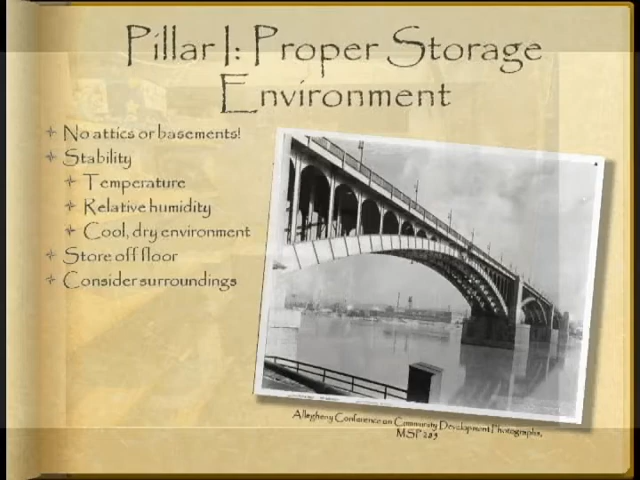 Pillar I: Proper Storage
Environment
No attics or basements!
Stability
Temperature
Relative humidity
Cool, dry environment
Store off floor
Consider surroundings
Allegheny Conference on Community Development Photographs,
MSP 285